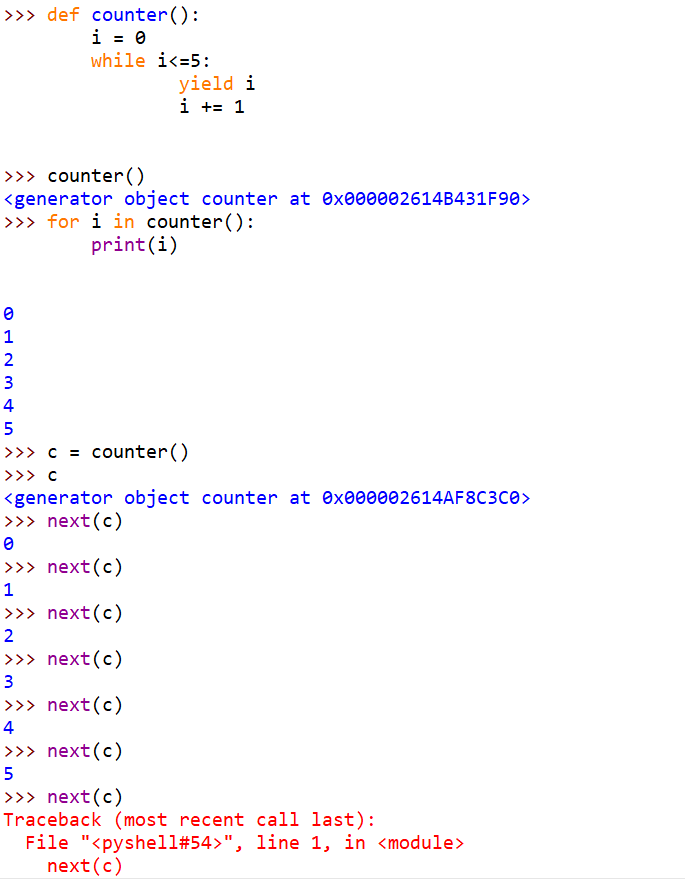 >>> def counter():
        i = 0
        while i<=5:
                yield i
                i += 1
>>> counter()
<generator object counter at 0x000002614B431F90>
>>> for i in counter():
        print(i)
0
1
2
3
4
5
>>> c = counter()
>>> c
<generator object counter at 0x000002614AF8C3C0>
>>> next(c)
0
>>> next(c)
1
>>> next(c)
2
>>> next(c)
3
>>> next(c)
4
>>> next(c)
5
>>> next(c)
Traceback (most recent call last):
  File "<pyshell#54>", line 1, in <module>
    next(c)